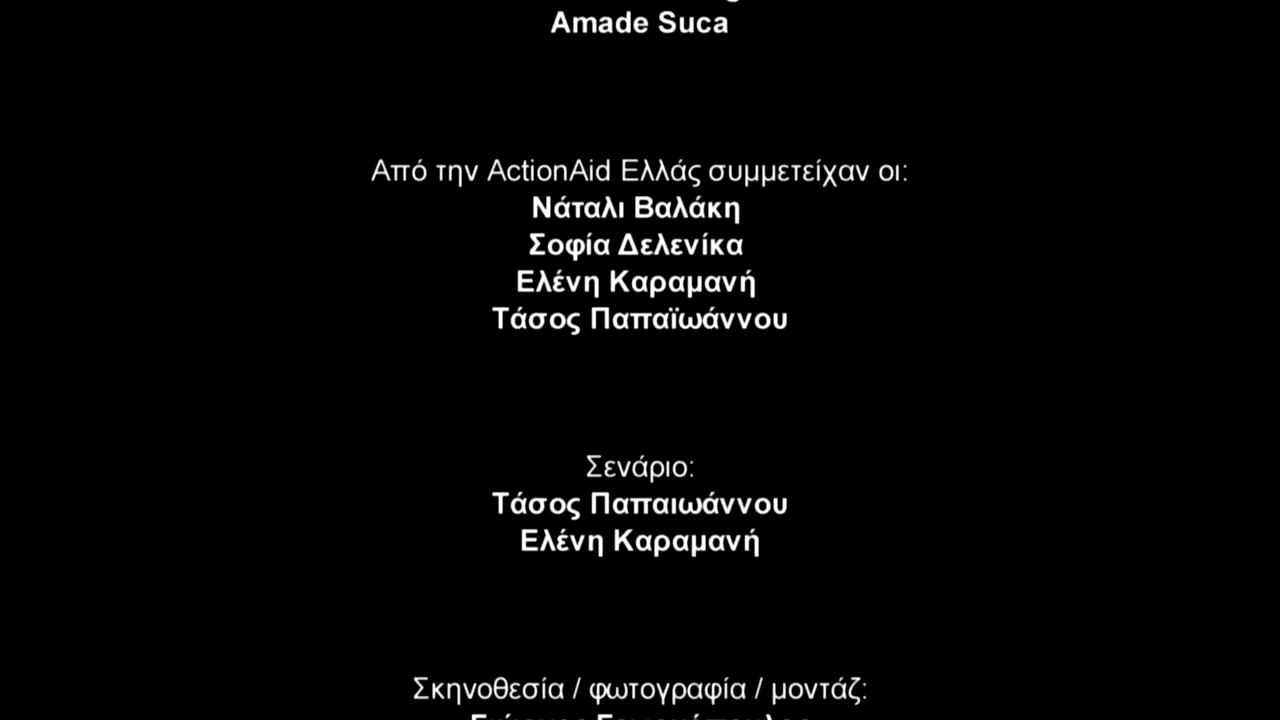 Amade Suca
Από την ActionAid Ελλάς συμμετείχαν οι:
Νάταλι Βαλάκη
Σοφία Δελενίκα
Ελένη Καραμανή
Τάσος Παπαϊωάννου
Σενάριο:
Τάσος Παπαιωάννου
Ελένη Καραμανή
Σκηνοθεσία / φωτογραφία / μοντάζ: